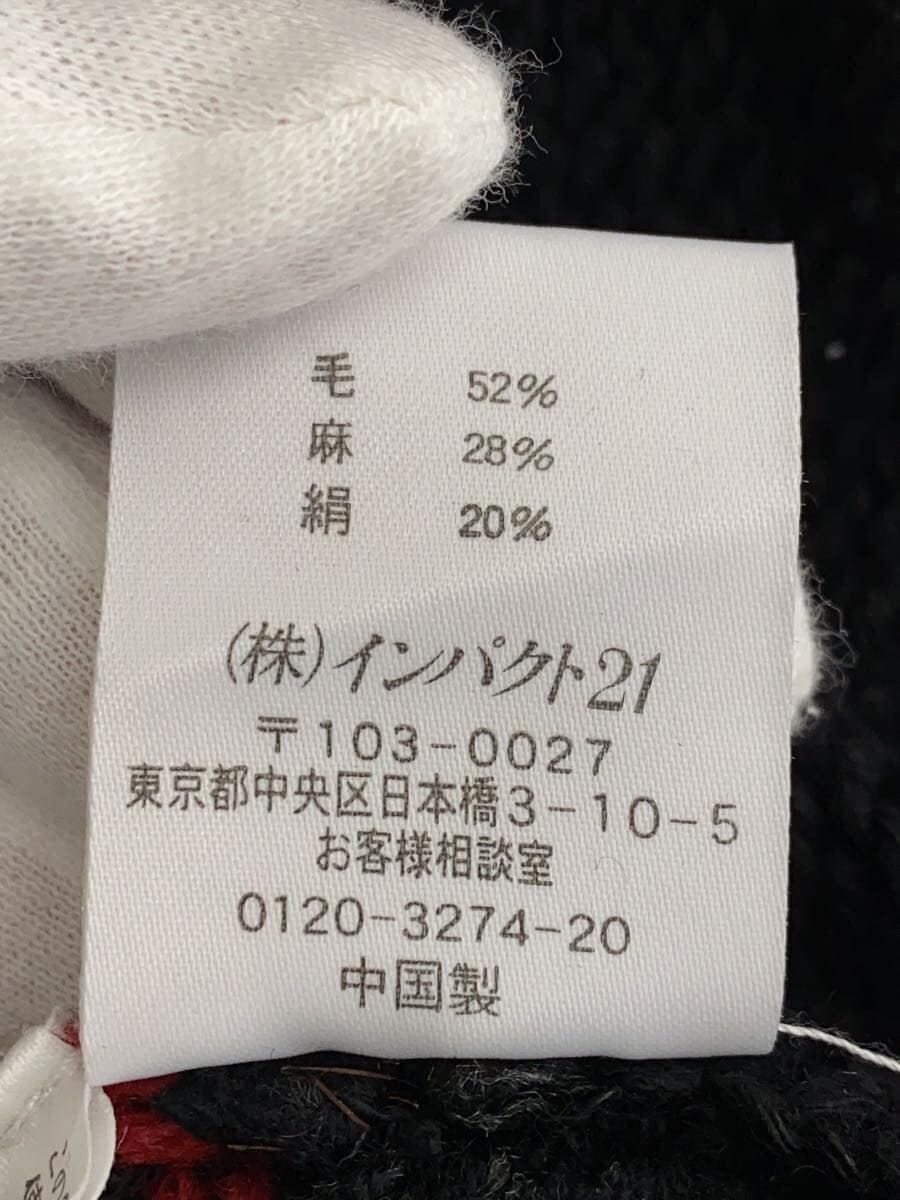 毛 52%
麻 28%
絹 20%
(株)インパクト21
〒103-0027
東京都中央区日本橋3-10-5
お客様相談室
0120-3274-20
中国製